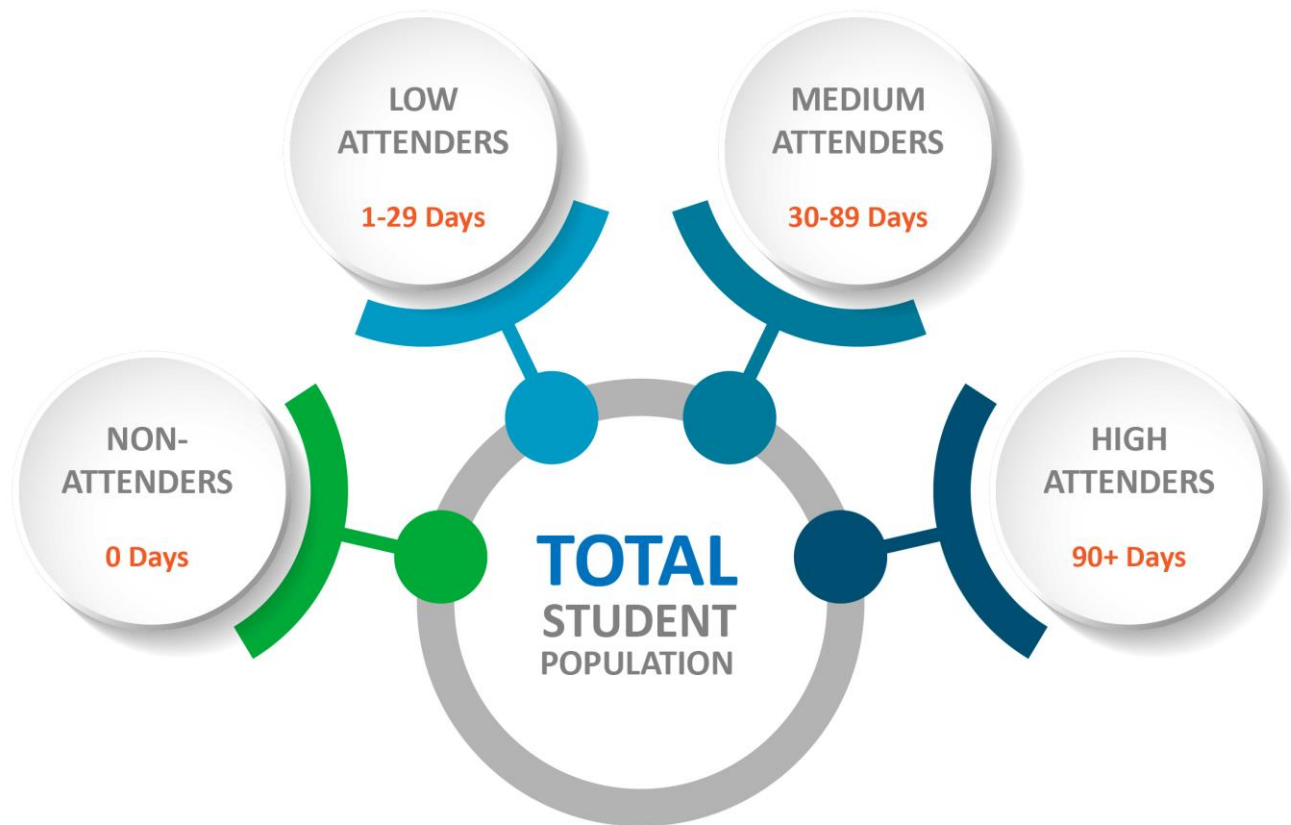 LOW
ATTENDERS
1-29 Days
MEDIUM
ATTENDERS
30-89 Days
NON-
ATTENDERS
0 Days
HIGH
ATTENDERS
90+ Days
TOTAL
STUDENT
POPULATION